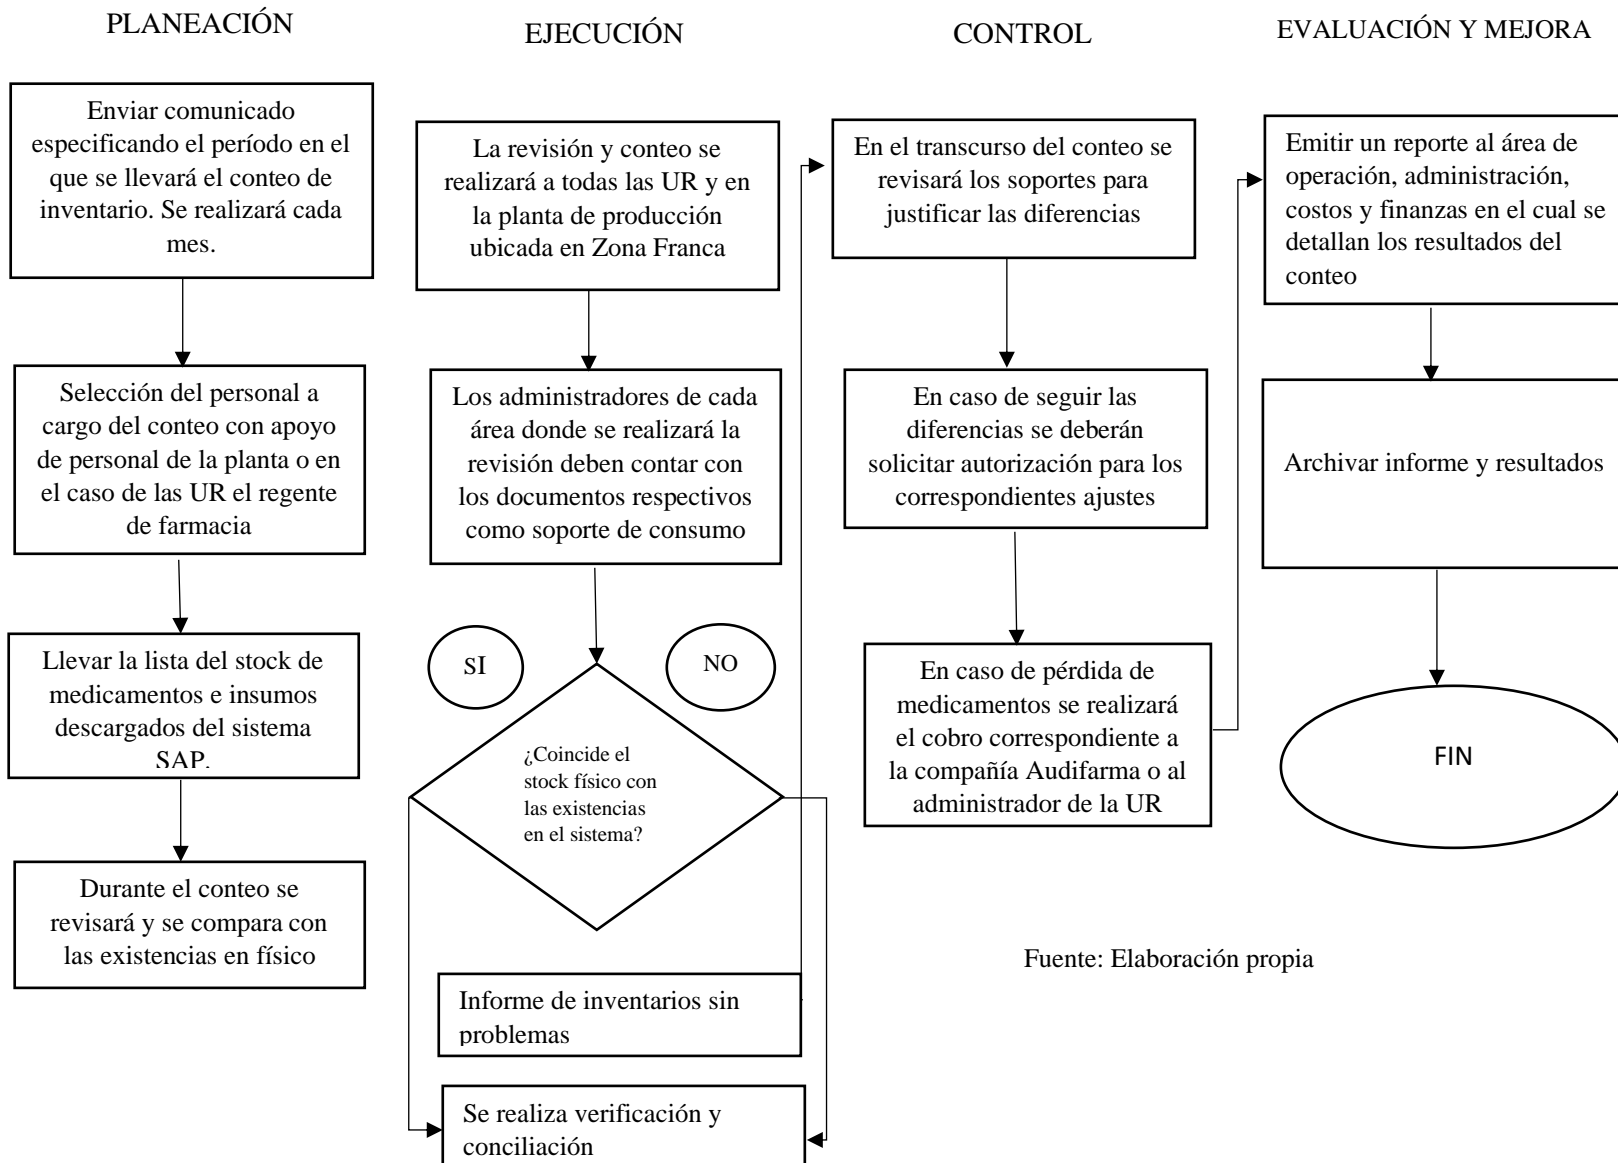 PLANEACIÓN
Enviar comunicado
especificando el período en el
que se llevará el conteo de
inventario. Se realizará cada
mes.
Selección del personal a
cargo del conteo con apoyo
de personal de la planta o en
el caso de las UR el regente
de farmacia
Llevar la lista del stock de
medicamentos e insumos
descargados del sistema
SAP.
Durante el conteo se
revisará y se compara con
las existencias en físico
EJECUCIÓN
La revisión y conteo se
realizará a todas las UR y en
la planta de producción
ubicada en Zona Franca
Los administradores de cada
área donde se realizará la
revisión deben contar con
los documentos respectivos
como soporte de consumo
SI
NO
¿Coincide el
stock físico con
las existencias
en el sistema?
Informe de inventarios sin
problemas
Se realiza verificación y
conciliación
CONTROL
En el transcurso del conteo se
revisará los soportes para
justificar las diferencias
En caso de seguir las
diferencias se deberán
solicitar autorización para los
correspondientes ajustes
En caso de pérdida de
medicamentos se realizará
el cobro correspondiente a
la compañía Audifarma o al
administrador de la UR
EVALUACIÓN Y MEJORA
Emitir un reporte al área de
operación, administración,
costos y finanzas en el cual se
detallan los resultados del
conteo
Archivar informe y resultados
FIN
Fuente: Elaboración propia